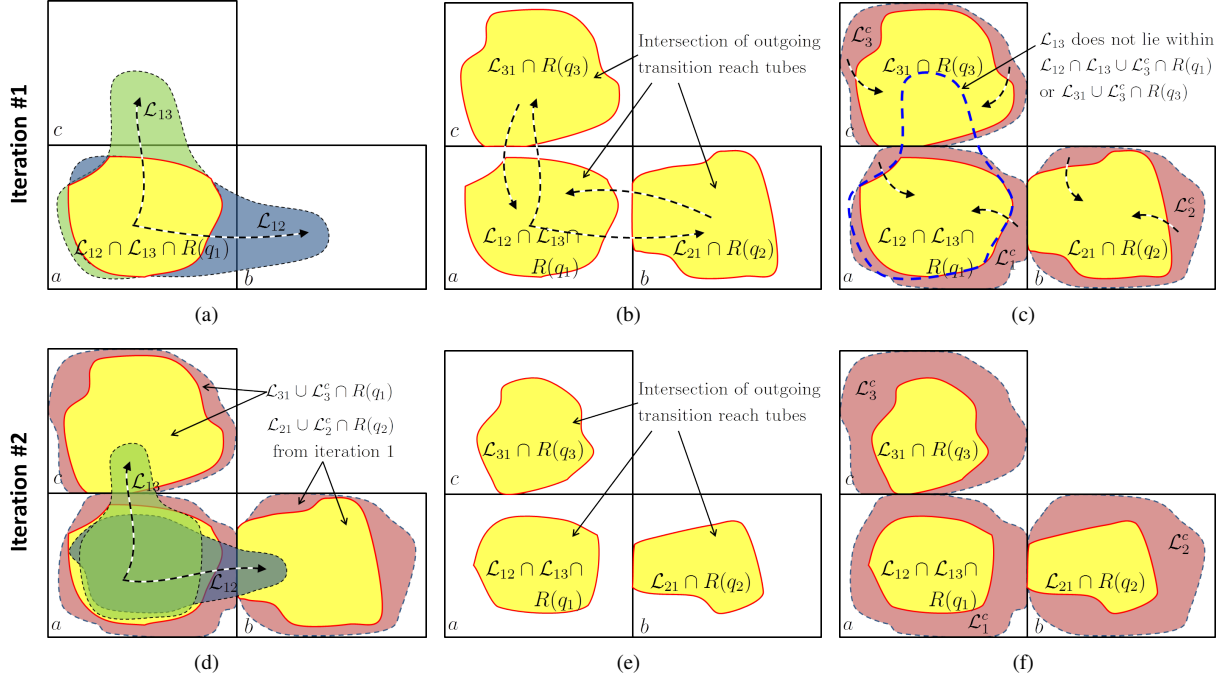 Iteration #1
c
ℒ₁₃
ℒ₁₂
ℒ₁₂ ∩ ℒ₁₃ ∩ R(q₁)
a
b
(a)
ℒ₃₁ ∩ R(q₃)
Intersection of outgoing
transition reach tubes
c
ℒ₁₂ ∩ ℒ₁₃∩
R(q₁)
ℒ₂₁ ∩ R(q₂)
a
b
(b)
ℒ₃ᶜ
ℒ₃₁ ∩ R(q₃)
ℒ₁₃ does not lie within
ℒ₁₂ ∩ ℒ₁₃ ∪ ℒ₃ᶜ ∩ R(q₁)
or ℒ₃₁ ∪ ℒ₃ᶜ ∩ R(q₃)
c
ℒ₁₂ ∩ ℒ₁₃∩
R(q₁)
ℒ₁ᶜ
ℒ₂ᶜ
ℒ₂₁ ∩ R(q₂)
a
b
(c)
Iteration #2
ℒ₃₁ ∪ ℒ₃ᶜ ∩ R(q₁)
ℒ₂₁ ∪ ℒ₂ᶜ ∩ R(q₂)
from iteration 1
c
ℒ₁₃
ℒ₁₂
a
b
(d)
ℒ₃₁ ∩ R(q₃)
Intersection of outgoing
transition reach tubes
c
ℒ₁₂ ∩ ℒ₁₃∩
R(q₁)
ℒ₂₁ ∩ R(q₂)
a
b
(e)
ℒ₃ᶜ
ℒ₃₁ ∩ R(q₃)
c
ℒ₁₂ ∩ ℒ₁₃∩
R(q₁)
ℒ₁ᶜ
ℒ₂ᶜ
ℒ₂₁ ∩ R(q₂)
a
b
(f)